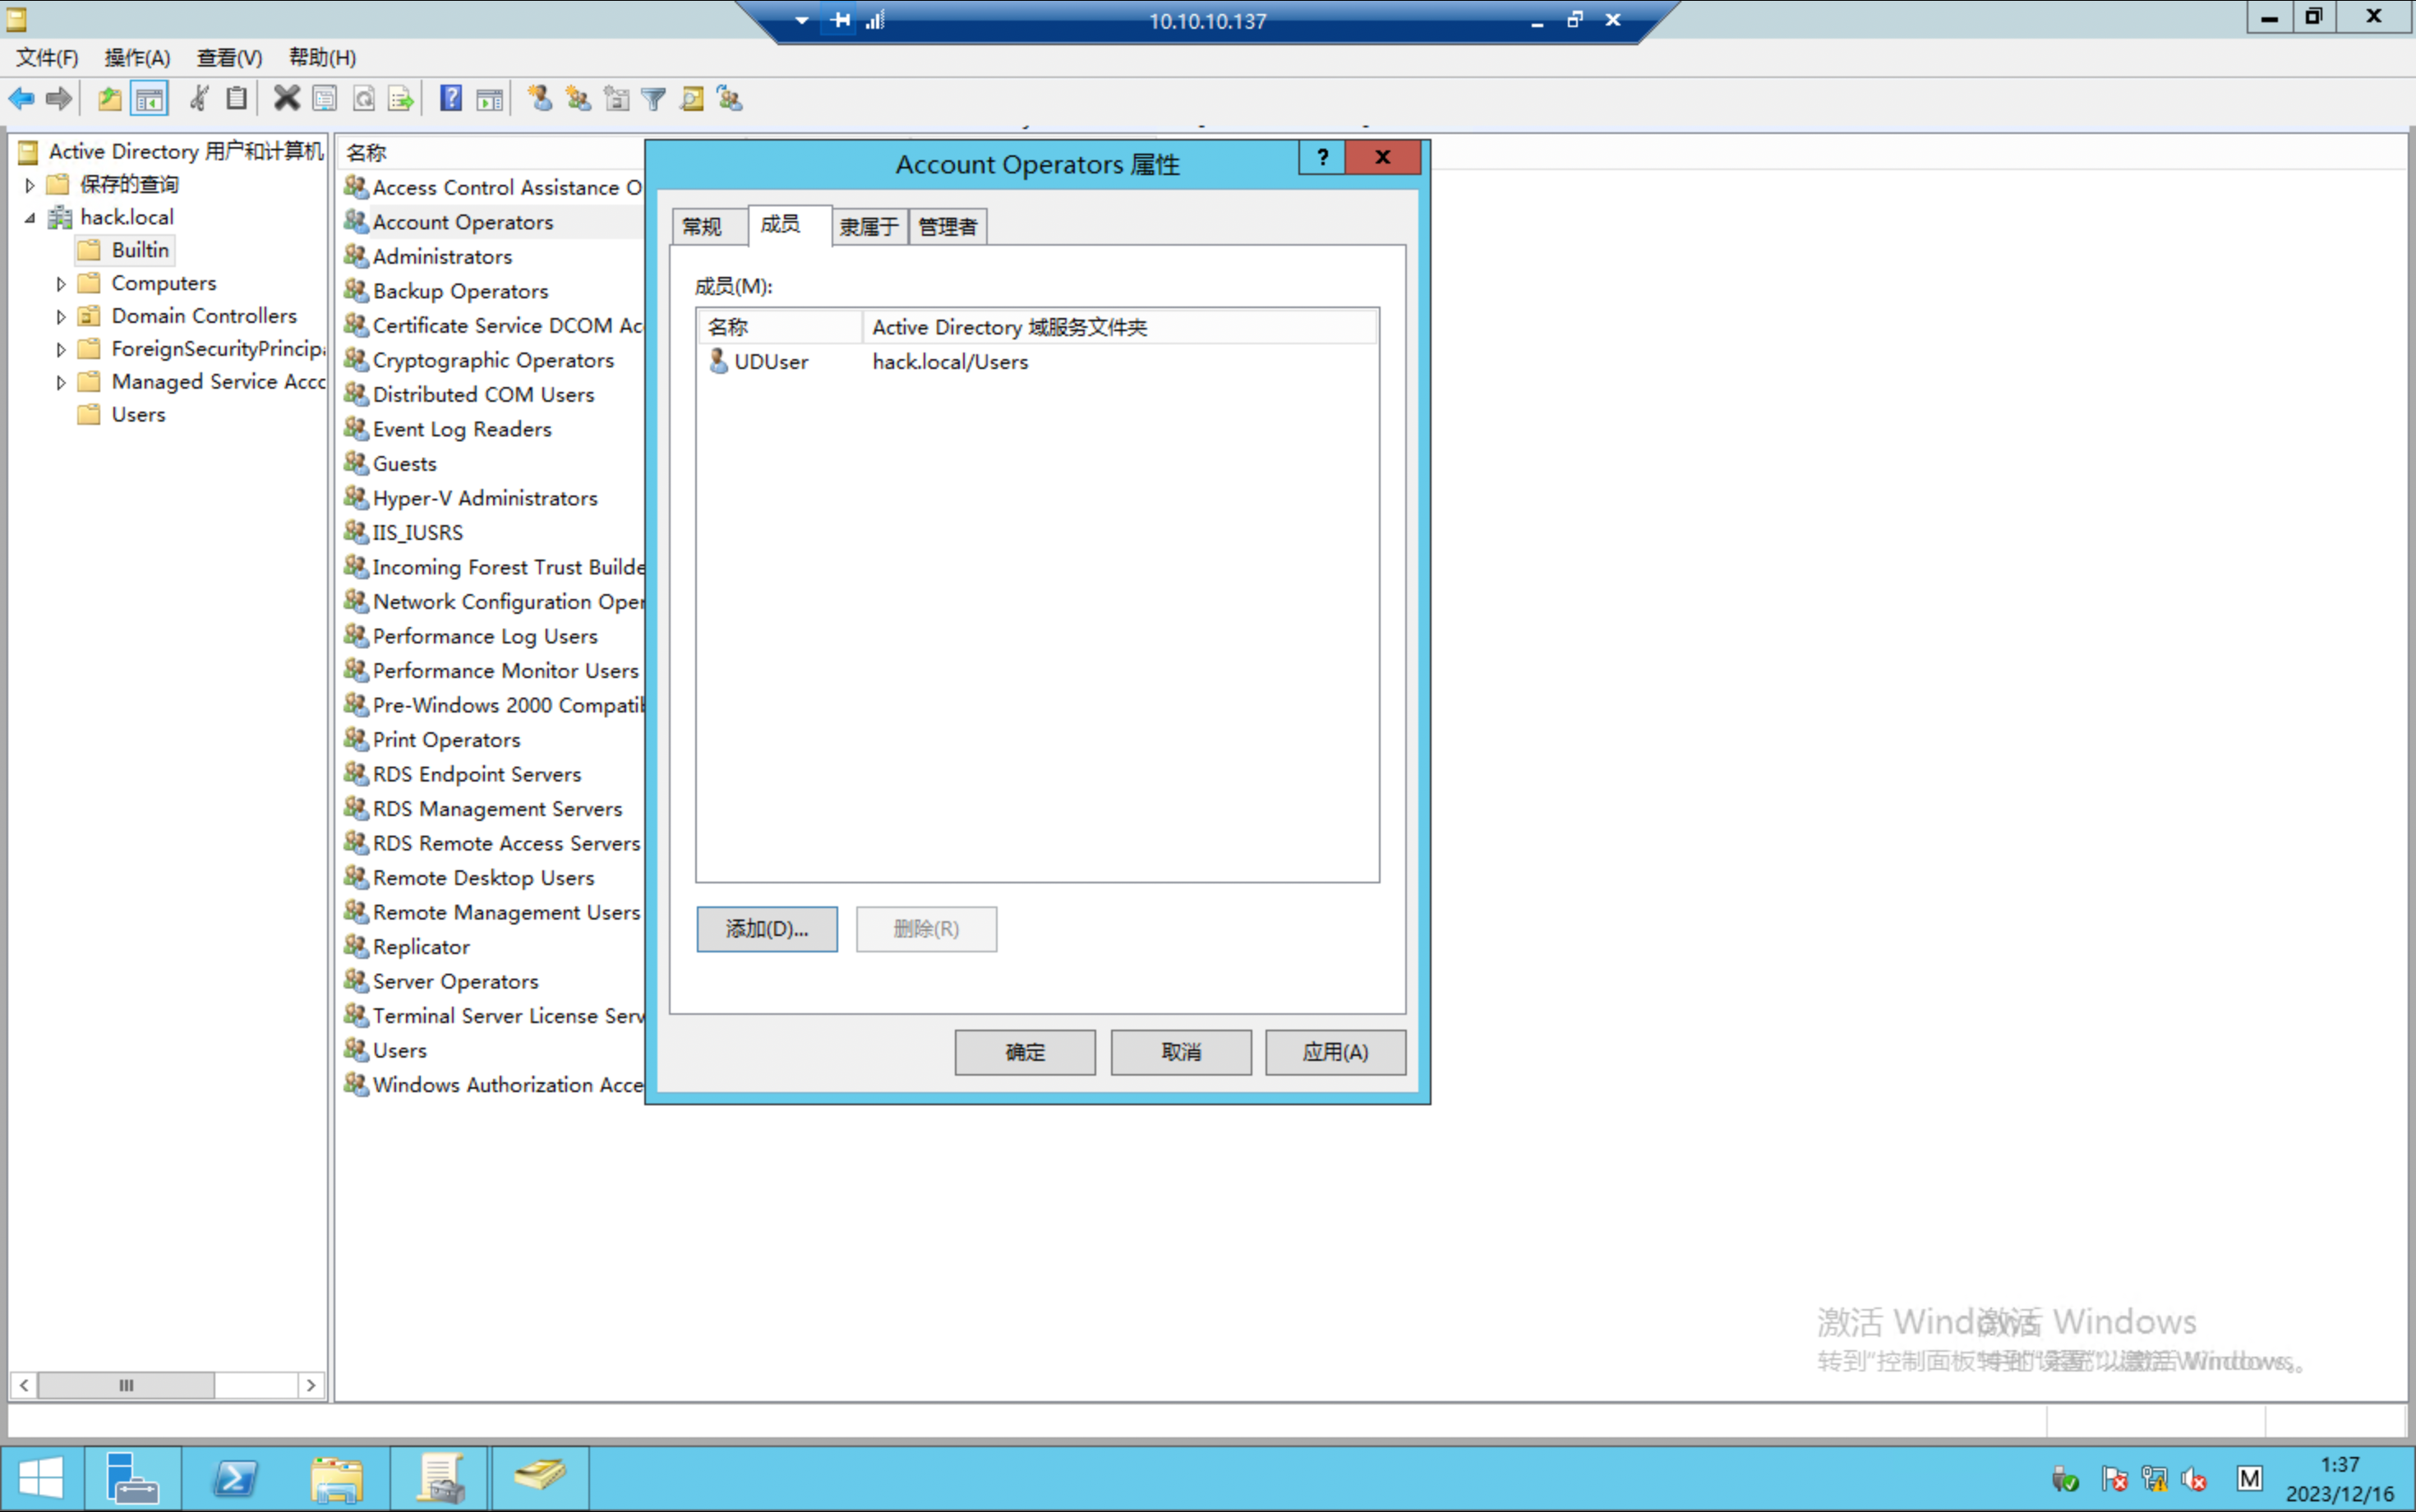 10.10.10.137
文件(F) 操作(A) 查看(V) 帮助(H)
Active Directory 用户和计算机
保存的查询
hack.local
Builtin
Computers
Domain Controllers
ForeignSecurityPrincip
Managed Service Acco
Users
名称
Access Control Assistance O
Account Operators
Administrators
Backup Operators
Certificate Service DCOM Ac
Cryptographic Operators
Distributed COM Users
Event Log Readers
Guests
Hyper-V Administrators
IIS_IUSRS
Incoming Forest Trust Builde
Network Configuration Oper
Performance Log Users
Performance Monitor Users
Pre-Windows 2000 Compatib
Print Operators
RDS Endpoint Servers
RDS Management Servers
RDS Remote Access Servers
Remote Desktop Users
Remote Management Users
Replicator
Server Operators
Terminal Server License Serv
Users
Windows Authorization Acce
Account Operators 属性
?
常规 成员 隶属于 管理者
成员(M):
名称 Active Directory 域服务文件夹
UDUser hack.local/Users
添加(D)... 删除(R)
确定 取消 应用(A)
激活 Windows 激活 Windows
转到"控制面板
M
1:37
2023/12/16